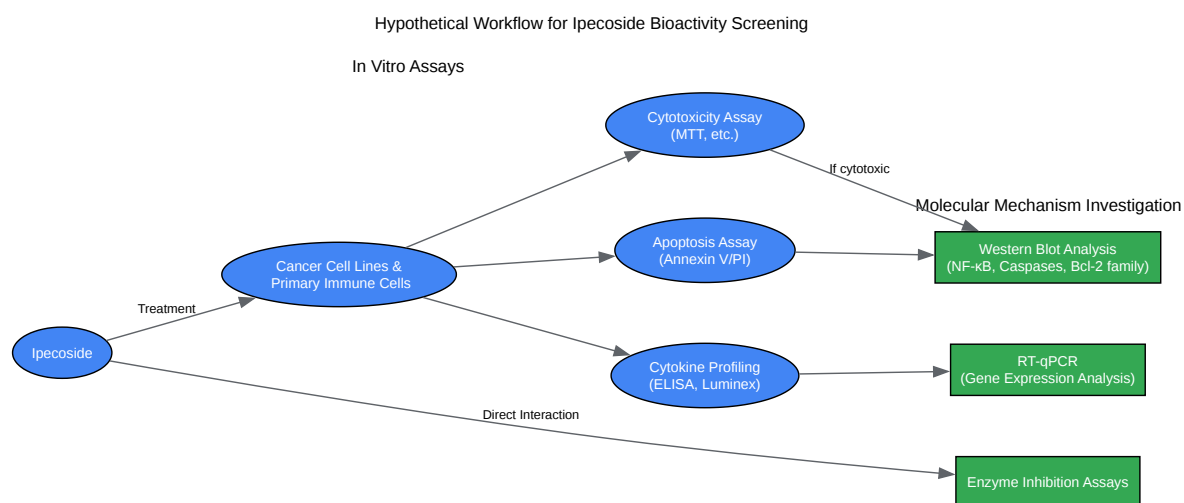 Hypothetical Workflow for Ipecoside Bioactivity Screening
In Vitro Assays
Cytotoxicity Assay
(MTT, etc.)
If cytotoxic
Molecular Mechanism Investigation
Apoptosis Assay
(Annexin V/PI)
Western Blot Analysis
(NF-κB, Caspases, Bcl-2 family)
Cancer Cell Lines &
Primary Immune Cells
Treatment
Ipecoside
Cytokine Profiling
(ELISA, Luminex)
RT-qPCR
(Gene Expression Analysis)
Direct Interaction
Enzyme Inhibition Assays